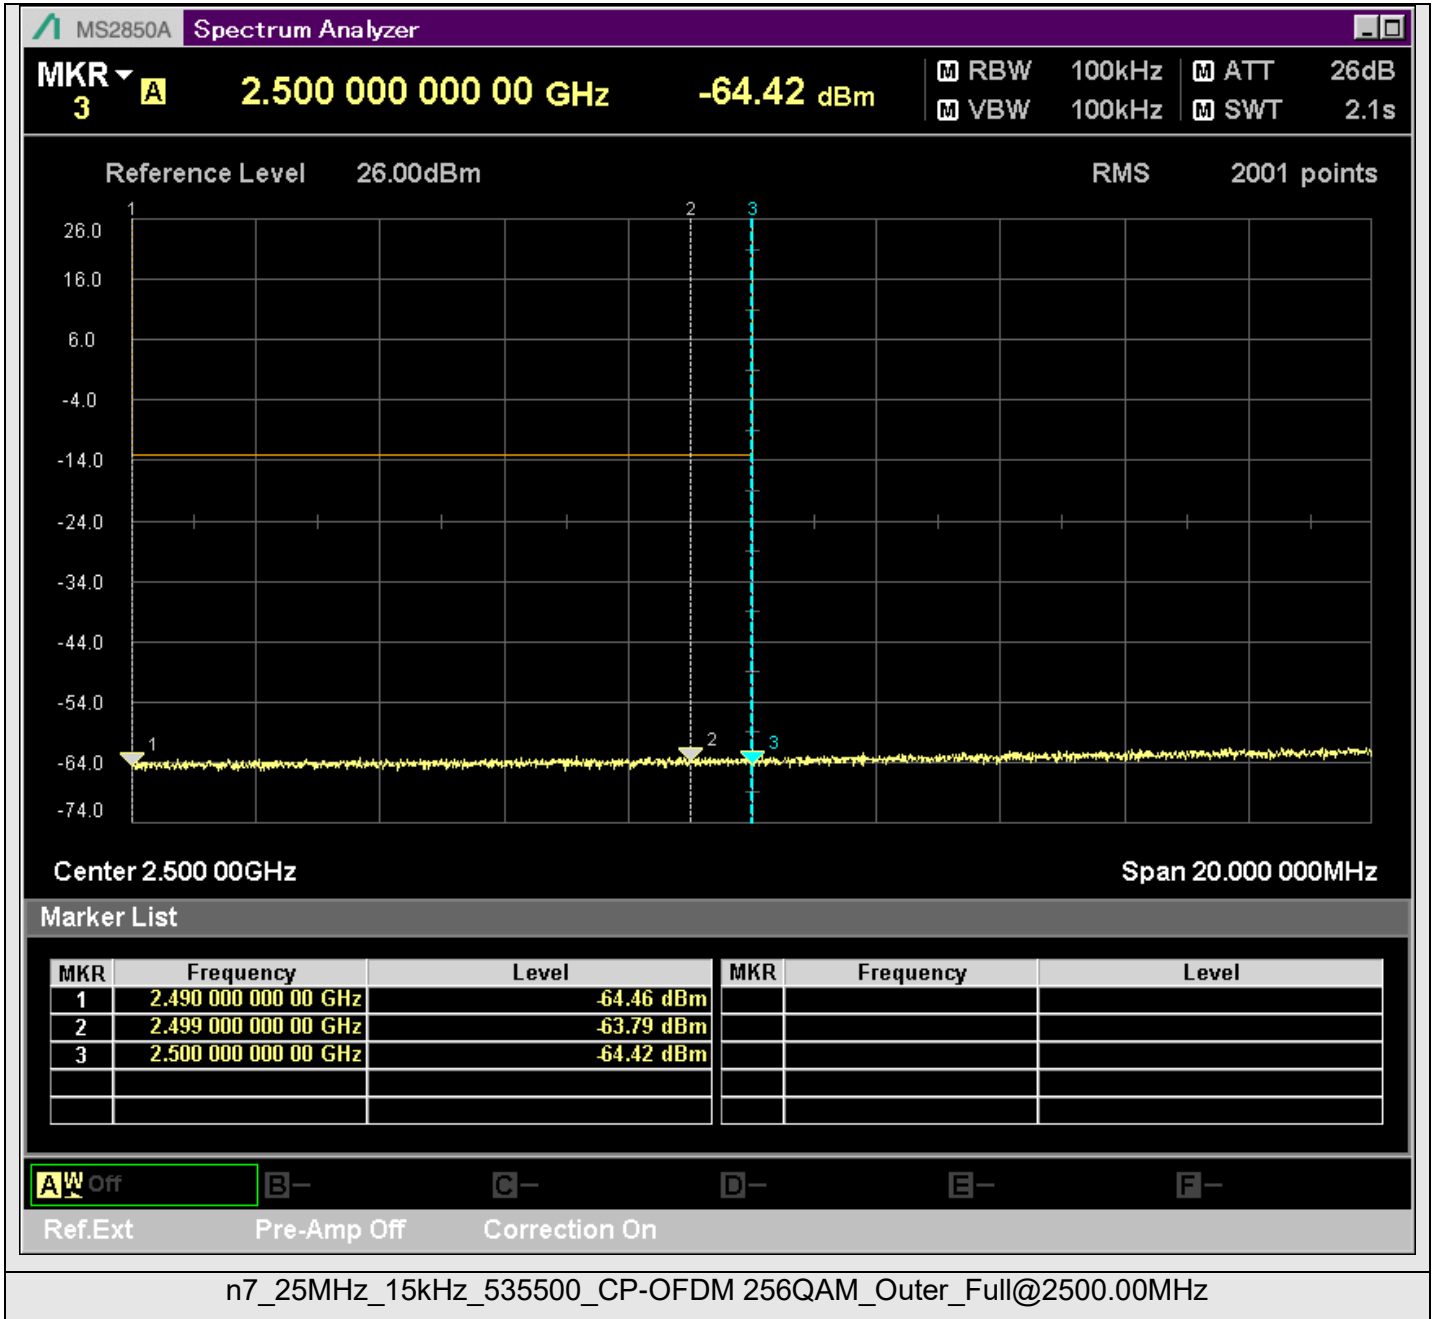 MS2850A Spectrum Analyzer
MKR A 2.500 000 000 00 GHz -64.42 dBm M RBW 100kHz M ATT 26dB
3 M VBW 100kHz M SWT 2.1s
Reference Level 26.00dBm RMS 2001 points
1 2 3
26.0
16.0
6.0
-4.0
-14.0
-24.0
-34.0
-44.0
-54.0
1 2 3
-64.0
-74.0
Center 2.500 00GHz Span 20.000 000MHz
Marker List
MKR Frequency Level MKR Frequency Level
1 2.490 000 000 00 GHz -64.46 dBm
2 2.499 000 000 00 GHz -63.79 dBm
3 2.500 000 000 00 GHz -64.42 dBm
A W Off B - C - D - E - F -
Ref.Ext Pre-Amp Off Correction On
n7_25MHz_15kHz_535500_CP-OFDM 256QAM_Outer_Full@2500.00MHz